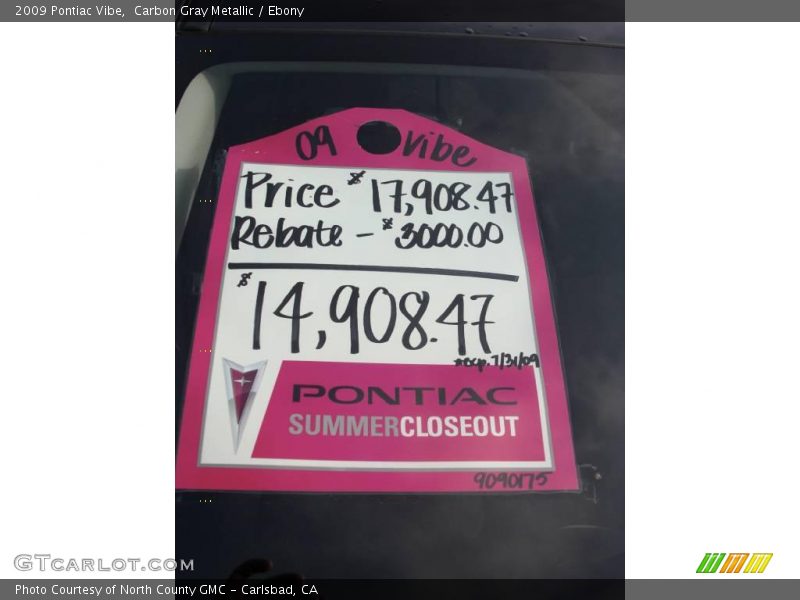 2009 Pontiac Vibe,  Carbon Gray Metallic / Ebony
09 Vibe
Price $17,908.47
Rebate - $3000.00
$14,908.47
*exp. 7/31/09
PONTIAC
SUMMERCLOSEOUT
9090175
GTcarlot.com
Photo Courtesy of North County GMC - Carlsbad, CA